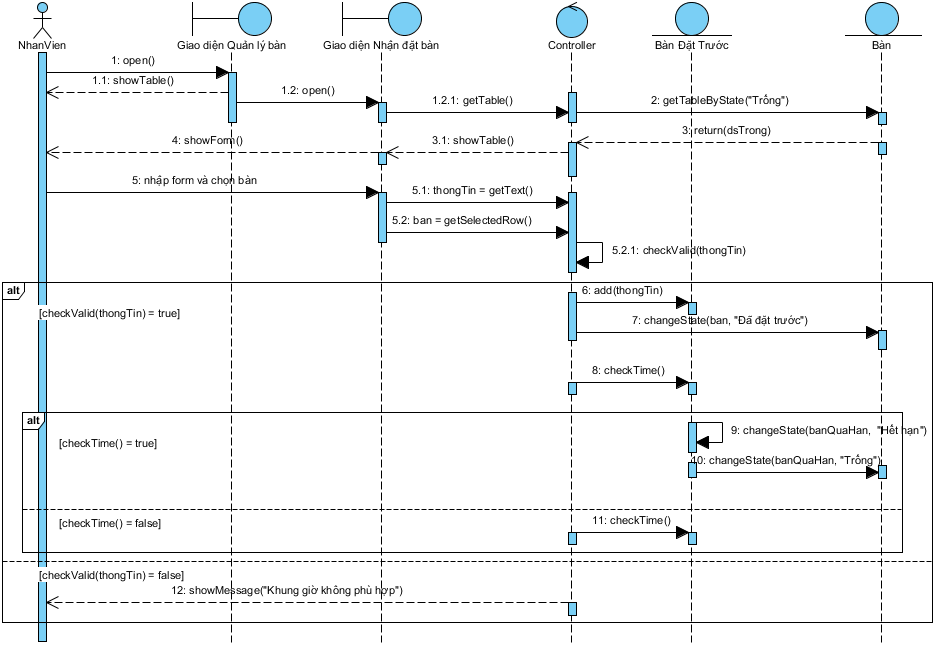 NhanVien
Giao diện Quản lý bàn
Giao diện Nhận đặt bàn
Controller
Bàn Đặt Trước
Bàn
1: open()
1.1: showTable()
1.2: open()
1.2.1: getTable()
2: getTableByState("Trống")
3: return(dsTrong)
3.1: showTable()
4: showForm()
5: nhập form và chọn bàn
5.1: thongTin = getText()
5.2: ban = getSelectedRow()
5.2.1: checkValid(thongTin)
alt
[checkValid(thongTin) = true]
6: add(thongTin)
7: changeState(ban, "Đã đặt trước")
8: checkTime()
alt
[checkTime() = true]
9: changeState(banQuaHan, "Hết hạn")
10: changeState(banQuaHan, "Trống")
[checkTime() = false]
11: checkTime()
[checkValid(thongTin) = false]
12: showMessage("Khung giờ không phù hợp")